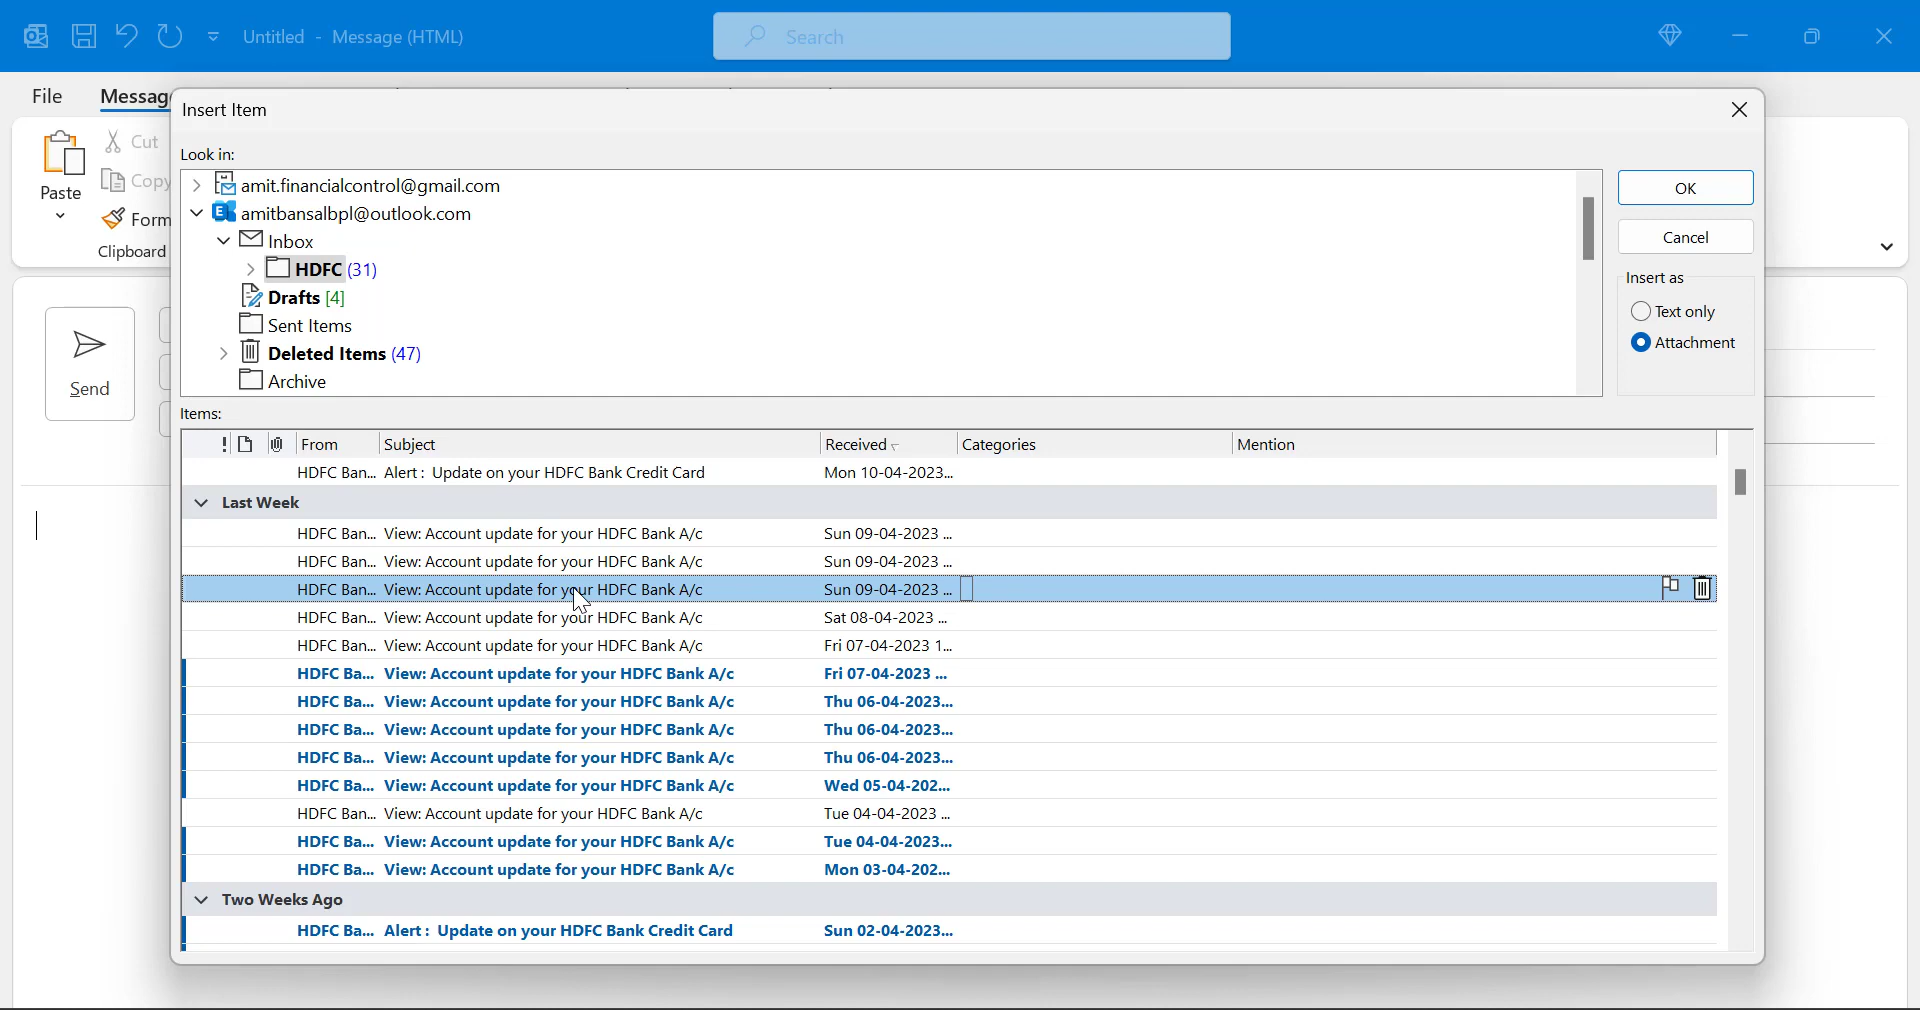 Untitled - Message (HTML)
Search
File
Messag
Insert Item
Look in:
Paste
Cut
Copy
Form
Clipboard
amit.financialcontrol@gmail.com
amitbansalbpl@outlook.com
Inbox
HDFC (31)
Drafts [4]
Sent Items
Deleted Items (47)
Archive
OK
Cancel
Insert as
Text only
Attachment
Send
Items:
! From Subject Received Categories Mention
HDFC Ban... Alert : Update on your HDFC Bank Credit Card Mon 10-04-2023...
Last Week
HDFC Ban... View: Account update for your HDFC Bank A/c Sun 09-04-2023 ...
HDFC Ban... View: Account update for your HDFC Bank A/c Sun 09-04-2023 ...
HDFC Ban... View: Account update for your HDFC Bank A/c Sun 09-04-2023 ...
HDFC Ban... View: Account update for your HDFC Bank A/c Sat 08-04-2023 ...
HDFC Ban... View: Account update for your HDFC Bank A/c Fri 07-04-2023 1...
HDFC Ba... View: Account update for your HDFC Bank A/c Fri 07-04-2023 ...
HDFC Ba... View: Account update for your HDFC Bank A/c Thu 06-04-2023...
HDFC Ba... View: Account update for your HDFC Bank A/c Thu 06-04-2023...
HDFC Ba... View: Account update for your HDFC Bank A/c Thu 06-04-2023...
HDFC Ba... View: Account update for your HDFC Bank A/c Wed 05-04-202...
HDFC Ban... View: Account update for your HDFC Bank A/c Tue 04-04-2023 ...
HDFC Ba... View: Account update for your HDFC Bank A/c Tue 04-04-2023...
HDFC Ba... View: Account update for your HDFC Bank A/c Mon 03-04-202...
Two Weeks Ago
HDFC Ba... Alert : Update on your HDFC Bank Credit Card Sun 02-04-2023...